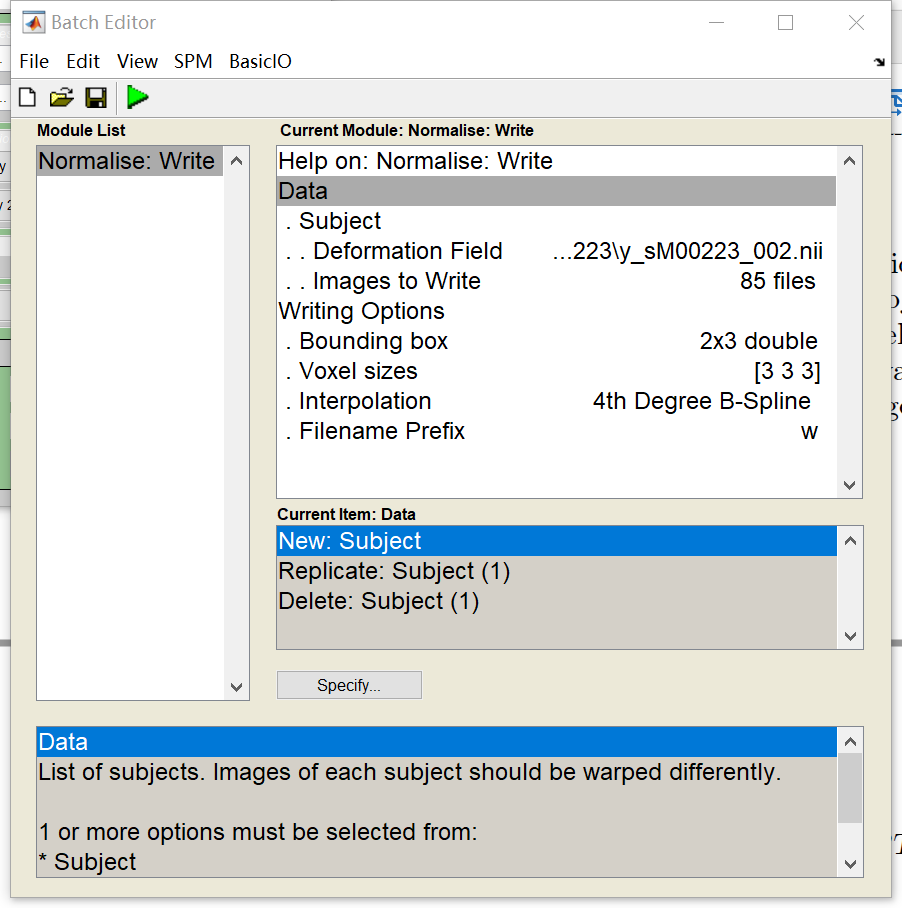 Batch Editor
File Edit View SPM BasicIO
Module List
Normalise: Write
Current Module: Normalise: Write
Help on: Normalise: Write
Data
. Subject
. . Deformation Field ...223\y_sM00223_002.nii
. . Images to Write 85 files
Writing Options
. Bounding box 2x3 double
. Voxel sizes [3 3 3]
. Interpolation 4th Degree B-Spline
. Filename Prefix w
Current Item: Data
New: Subject
Replicate: Subject (1)
Delete: Subject (1)
Specify...
Data
List of subjects. Images of each subject should be warped differently.
1 or more options must be selected from:
* Subject